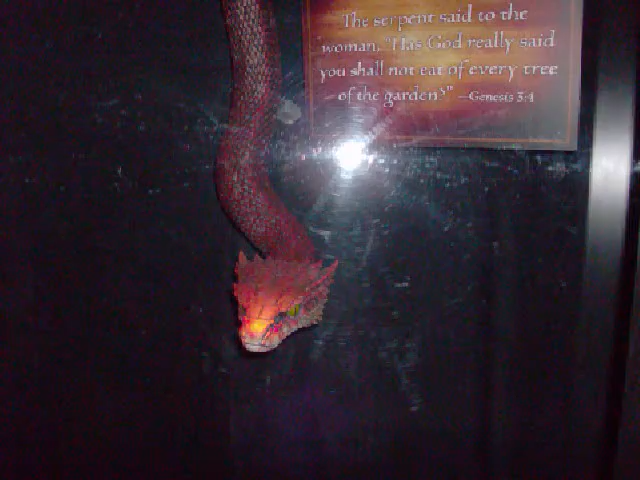 The serpent said to the
woman, "Has God really said
you shall not eat of every tree
of the garden?" —Genesis 3:1